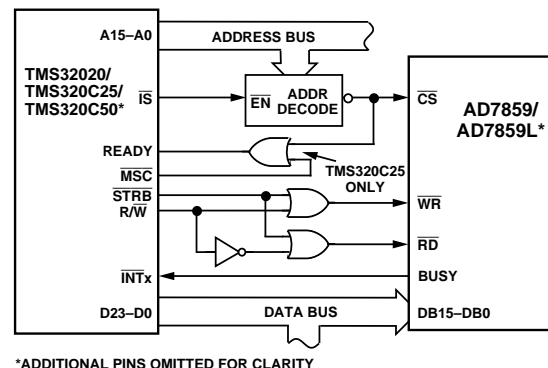 A15–A0
ADDRESS BUS
TMS32020/
TMS320C25/
TMS320C50*
IS
EN
ADDR
DECODE
CS
AD7859/
AD7859L*
READY
TMS320C25
ONLY
MSC
STRB
R/W
WR
RD
INTx
BUSY
D23–D0
DATA BUS
DB15–DB0
*ADDITIONAL PINS OMITTED FOR CLARITY